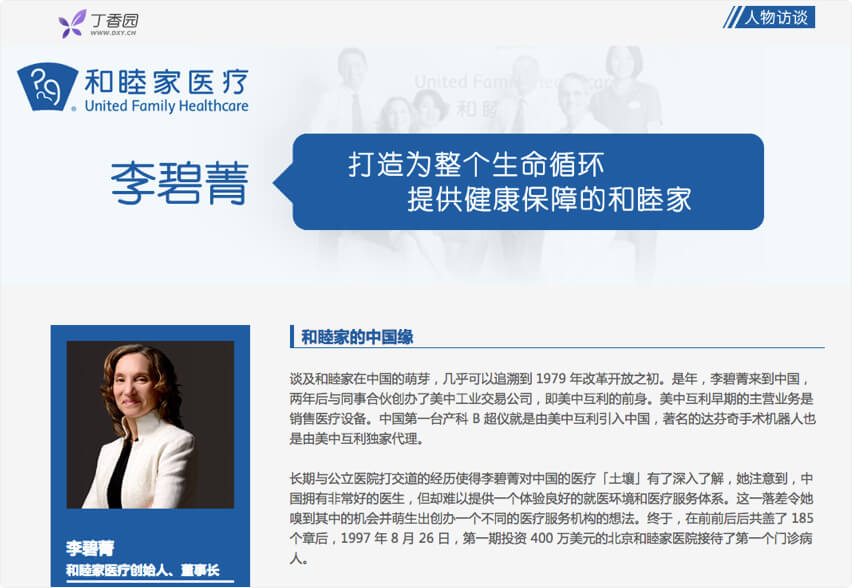 丁香园
WWW.DXY.CN
人物访谈
和睦家医疗
United Family Healthcare
李碧菁
打造为整个生命循环
提供健康保障的和睦家
和睦家的中国缘
谈及和睦家在中国的萌芽，几乎可以追溯到 1979 年改革开放之初。是年，李碧菁来到中国，
两年后与同事合伙创办了美中工业交易公司，即美中互利的前身。美中互利早期的主营业务是
销售医疗设备。中国第一台产科 B 超仪就是由美中互利引入中国，著名的达芬奇手术机器人也
是由美中互利独家代理。
长期与公立医院打交道的经历使得李碧菁对中国的医疗「土壤」有了深入了解，她注意到，中
国拥有非常好的医生，但却难以提供一个体验良好的就医环境和医疗服务体系。这一落差令她
嗅到其中的机会并萌生出创办一个不同的医疗服务机构的想法。终于，在前前后后共盖了 185
个章后，1997 年 8 月 26 日，第一期投资 400 万美元的北京和睦家医院接待了第一个门诊病
人。
李碧菁
和睦家医疗创始人、董事长